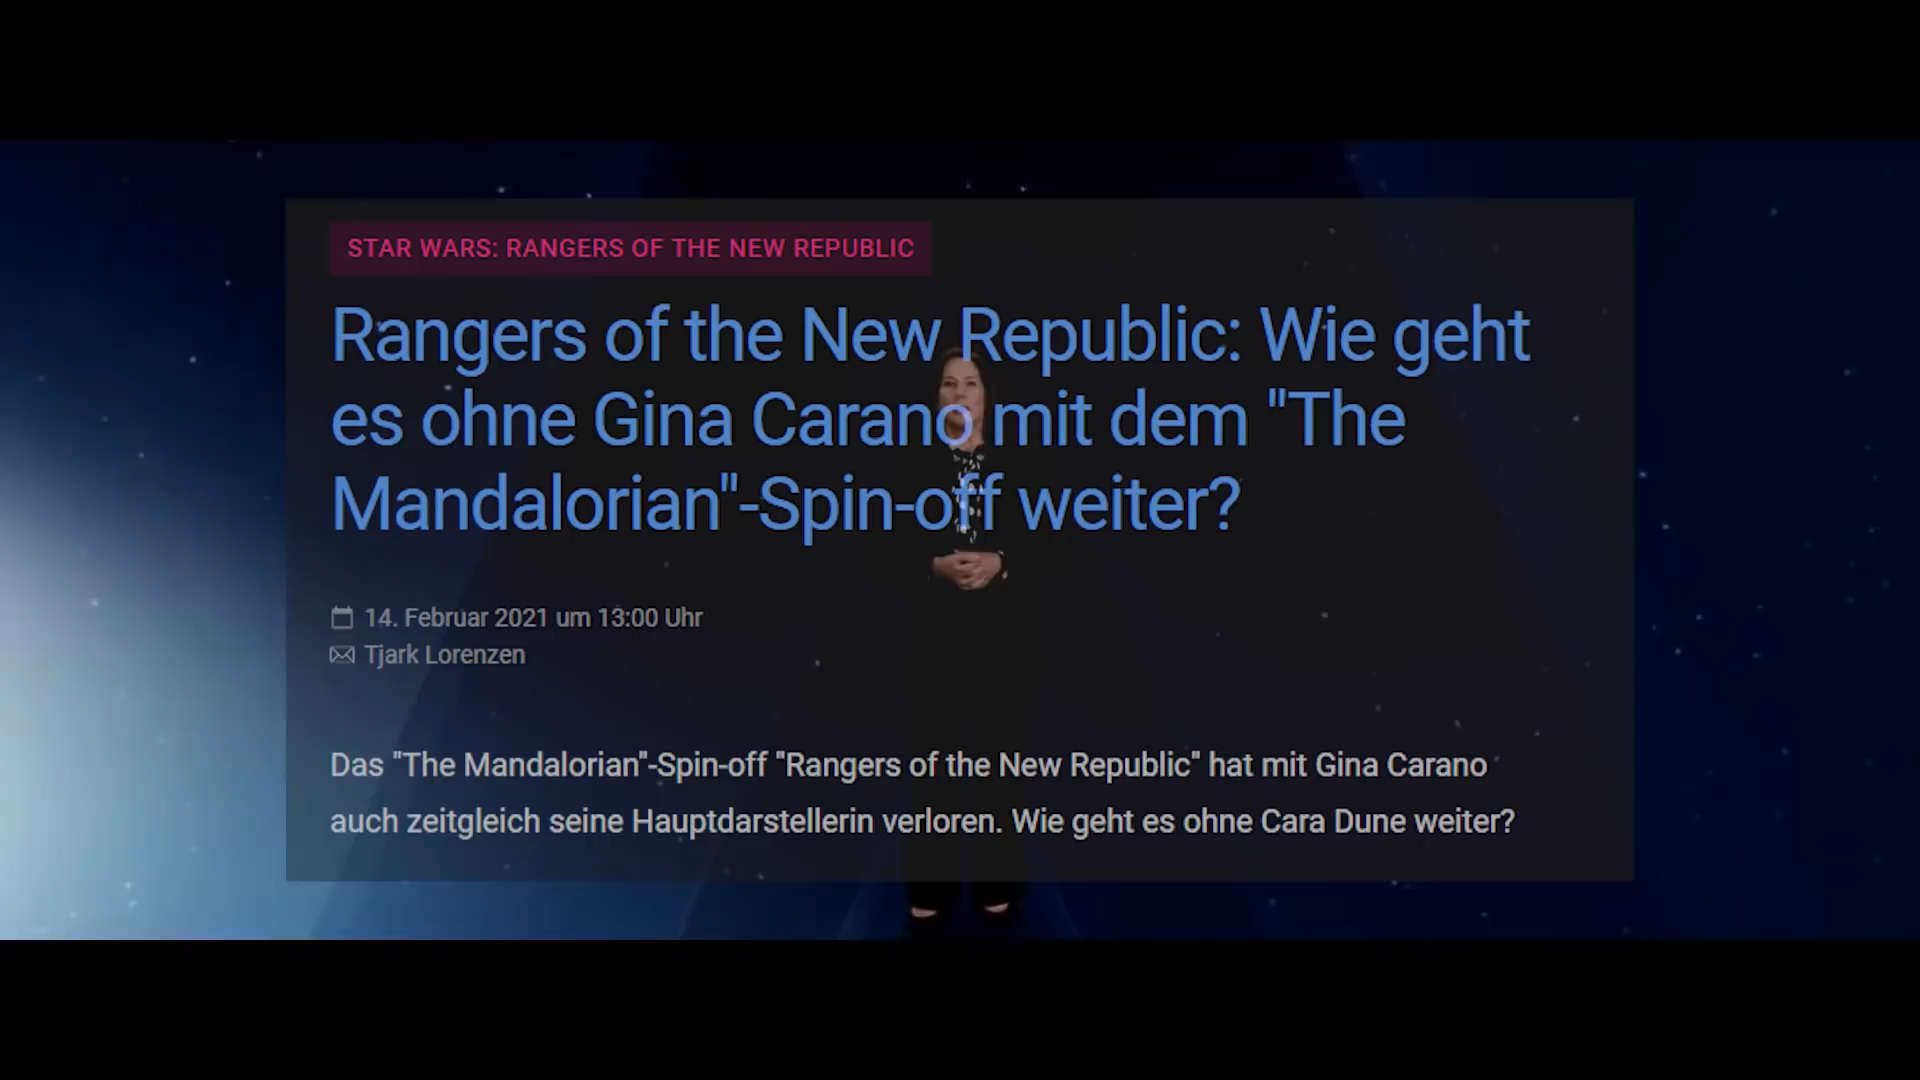 STAR WARS: RANGERS OF THE NEW REPUBLIC
Rangers of the New Republic: Wie geht
es ohne Gina Carano mit dem "The
Mandalorian"-Spin-off weiter?
14. Februar 2021 um 13:00 Uhr
Tjark Lorenzen
Das "The Mandalorian"-Spin-off "Rangers of the New Republic" hat mit Gina Carano
auch zeitgleich seine Hauptdarstellerin verloren. Wie geht es ohne Cara Dune weiter?